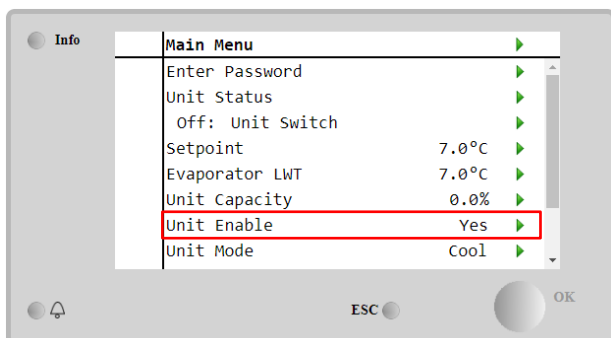 Info
Main Menu
Enter Password
Unit Status
Off: Unit Switch
Setpoint 7.0°C
Evaporator LWT 7.0°C
Unit Capacity 0.0%
Unit Enable Yes
Unit Mode Cool
ESC
OK